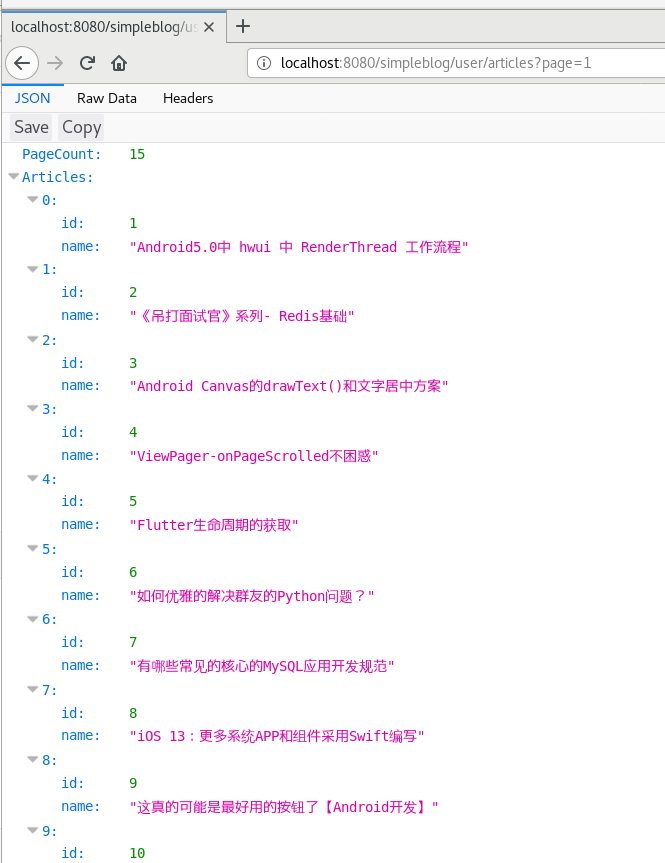 localhost:8080/simpleblog/us
localhost:8080/simpleblog/user/articles?page=1
JSON Raw Data Headers
Save Copy
PageCount: 15
Articles:
0:
id: 1
name: "Android5.0中 hwui 中 RenderThread 工作流程"
1:
id: 2
name: "《吊打面试官》系列- Redis基础"
2:
id: 3
name: "Android Canvas的drawText()和文字居中方案"
3:
id: 4
name: "ViewPager-onPageScrolled不困惑"
4:
id: 5
name: "Flutter生命周期的获取"
5:
id: 6
name: "如何优雅的解决群友的Python问题？"
6:
id: 7
name: "有哪些常见的核心的MySQL应用开发规范"
7:
id: 8
name: "iOS 13：更多系统APP和组件采用Swift编写"
8:
id: 9
name: "这真的可能是最好用的按钮了【Android开发】"
9:
id: 10